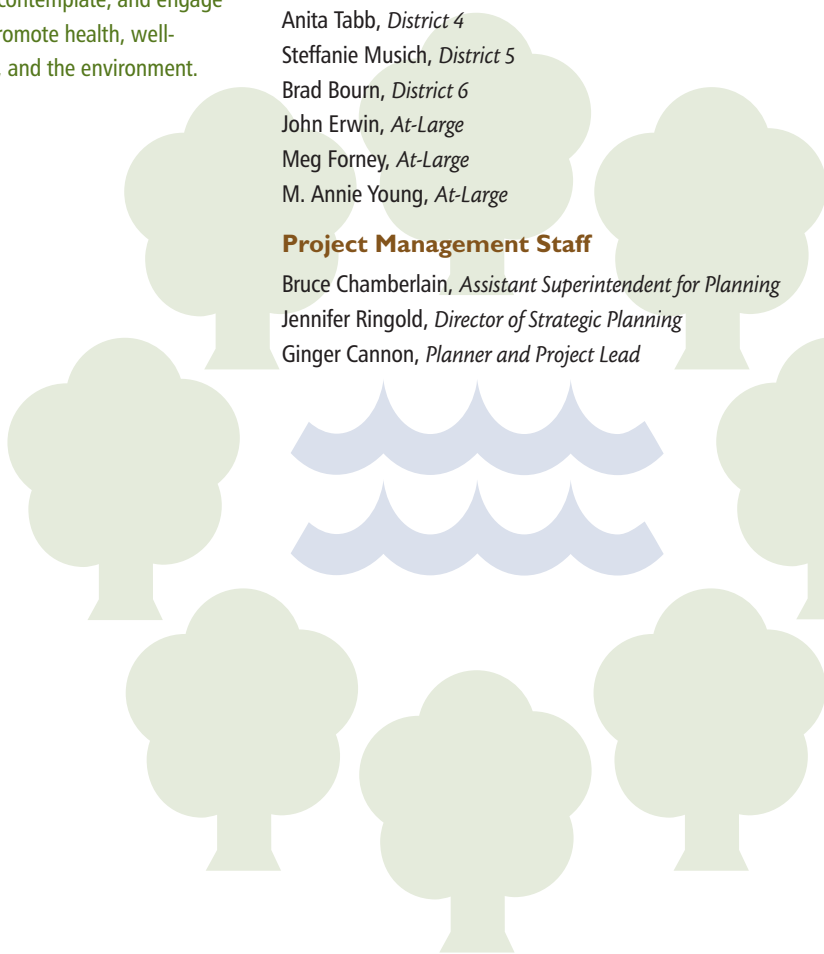 contemplate, and engage
romote health, well-
, and the environment.
Anita Tabb, District 4
Steffanie Musich, District 5
Brad Bourn, District 6
John Erwin, At-Large
Meg Forney, At-Large
M. Annie Young, At-Large
Project Management Staff
Bruce Chamberlain, Assistant Superintendent for Planning
Jennifer Ringold, Director of Strategic Planning
Ginger Cannon, Planner and Project Lead